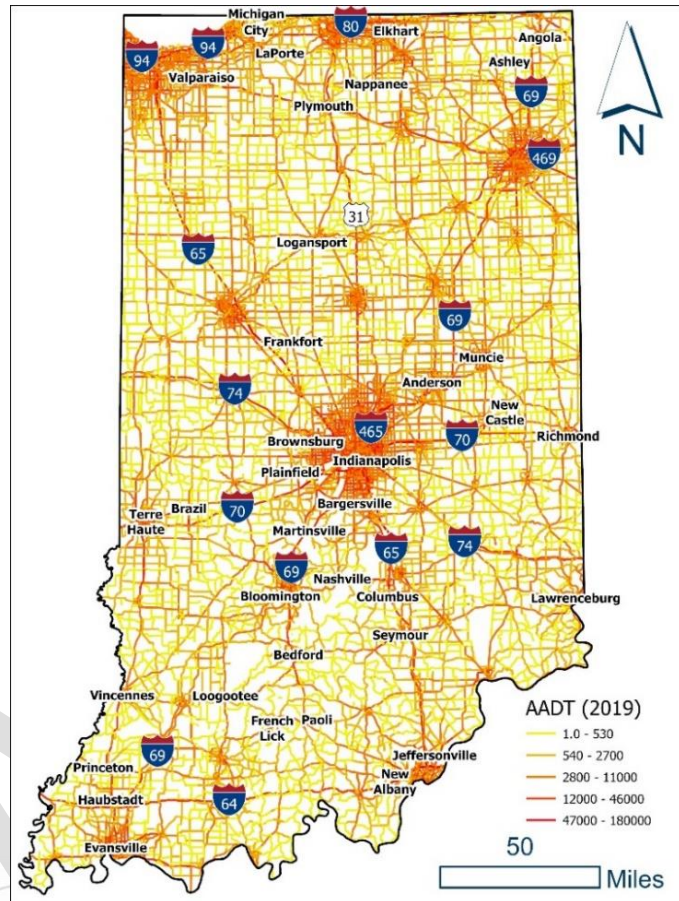 Michigan
City
80
Elkhart
94
94
LaPorte
Angola
Ashley
Valparaiso
Nappanee
69
Plymouth
N
469
31
Logansport
65
69
Frankfort
Muncie
Anderson
74
New
Castle
465
70
Richmond
Brownsburg
Indianapolis
Plainfield
Bargersville
Brazil
70
Terre
Haute
Martinsville
65
74
69
Nashville
Bloomington
Columbus
Lawrenceburg
Seymour
Bedford
Vincennes
Loogootee
French
Lick
Paoli
AADT (2019)
1.0 - 530
540 - 2700
2800 - 11000
12000 - 46000
47000 - 180000
69
Jeffersonville
Princeton
New
Albany
Haubstadt
64
Evansville
50
Miles